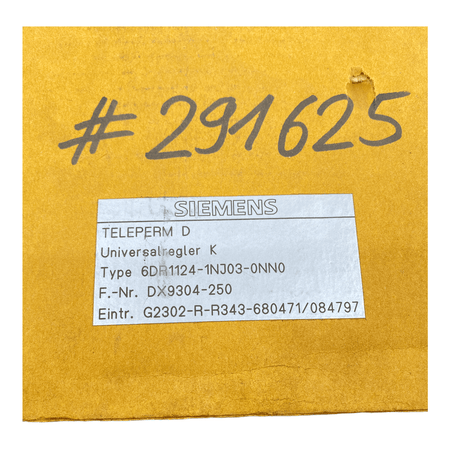 #291625
SIEMENS
TELEPERM D
Universalregler K
Type 6DR1124-1NJ03-0NN0
F.-Nr. DX9304-250
Eintr. G2302-R-R343-680471/084797